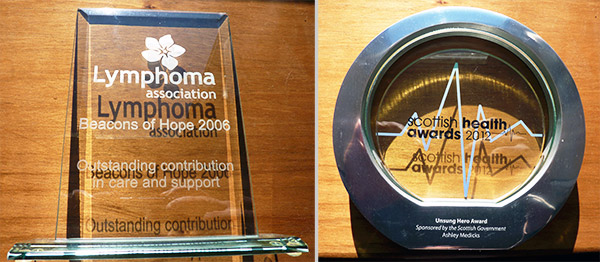 Lymphoma
association
Beacons of Hope 2006
Outstanding contribution
in care and support
scottish health
awards 2012
Unsung Hero Award
Sponsored by the Scottish Government
Ashley Medicks